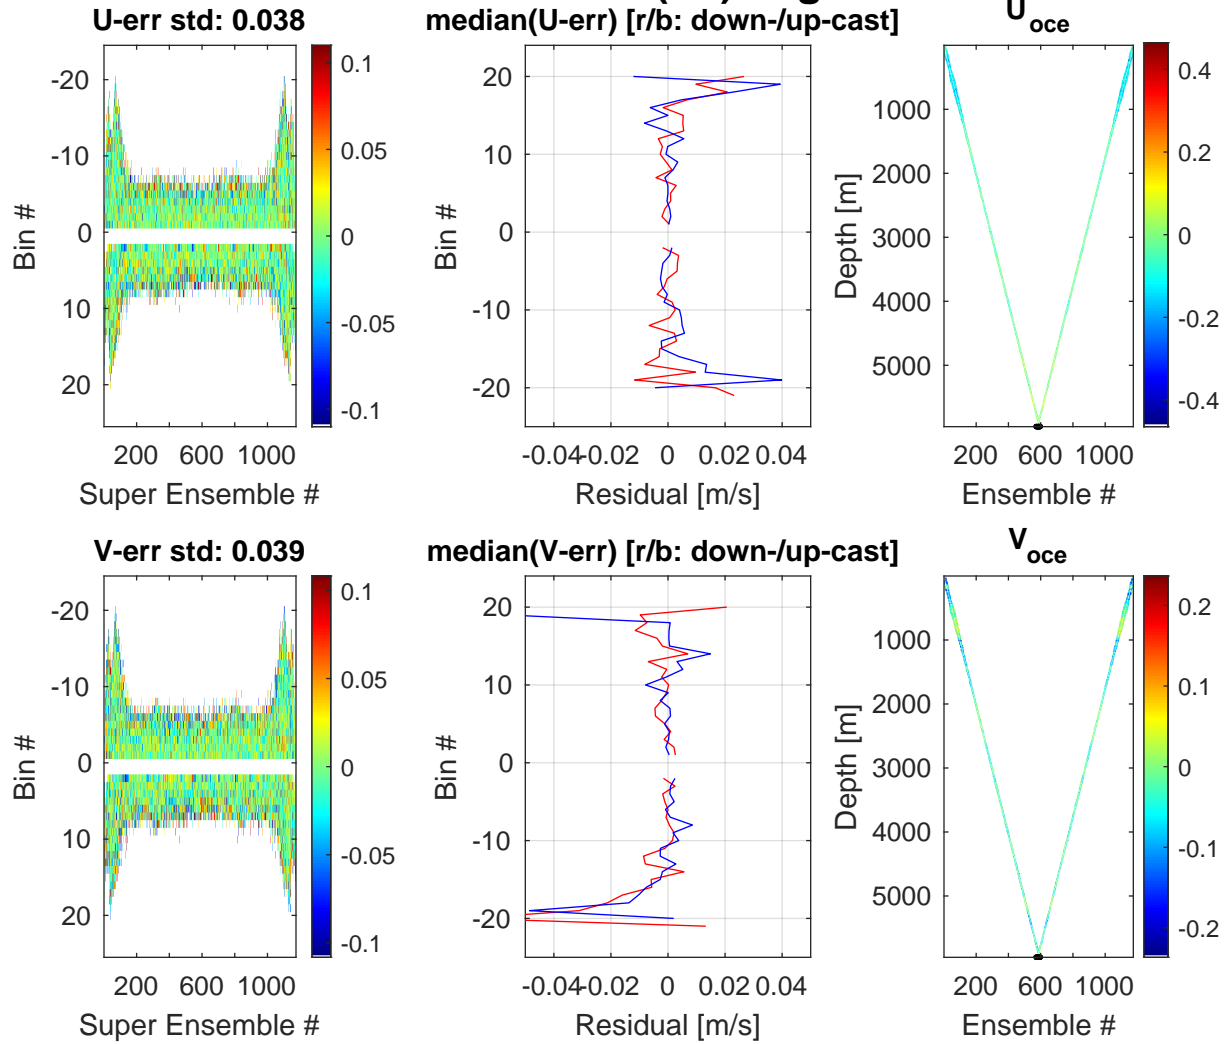 U-err std: 0.038
median(U-err) [r/b: down-/up-cast]
U_oce
-20
-10
0
10
20
Bin #
200 600 1000
Super Ensemble #
0.1
0.05
0
-0.05
-0.1
20
10
0
-10
-20
Bin #
-0.04 -0.02 0 0.02 0.04
Residual [m/s]
1000
2000
3000
4000
5000
Depth [m]
200 600 1000
Ensemble #
0.4
0.2
0
-0.2
-0.4
V-err std: 0.039
median(V-err) [r/b: down-/up-cast]
V_oce
-20
-10
0
10
20
Bin #
200 600 1000
Super Ensemble #
0.1
0.05
0
-0.05
-0.1
20
10
0
-10
-20
Bin #
-0.04 -0.02 0 0.02 0.04
Residual [m/s]
1000
2000
3000
4000
5000
Depth [m]
200 600 1000
Ensemble #
0.2
0.1
0
-0.1
-0.2